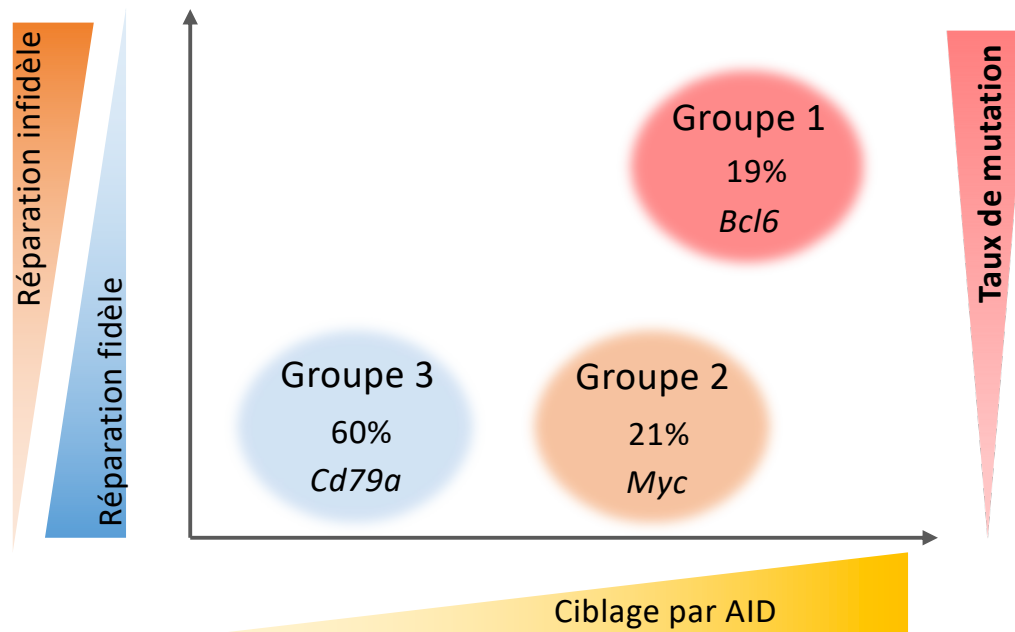 Réparation infidèle
Réparation fidèle
Groupe 1
19%
Bcl6
Groupe 3
60%
Cd79a
Groupe 2
21%
Myc
Taux de mutation
Ciblage par AID